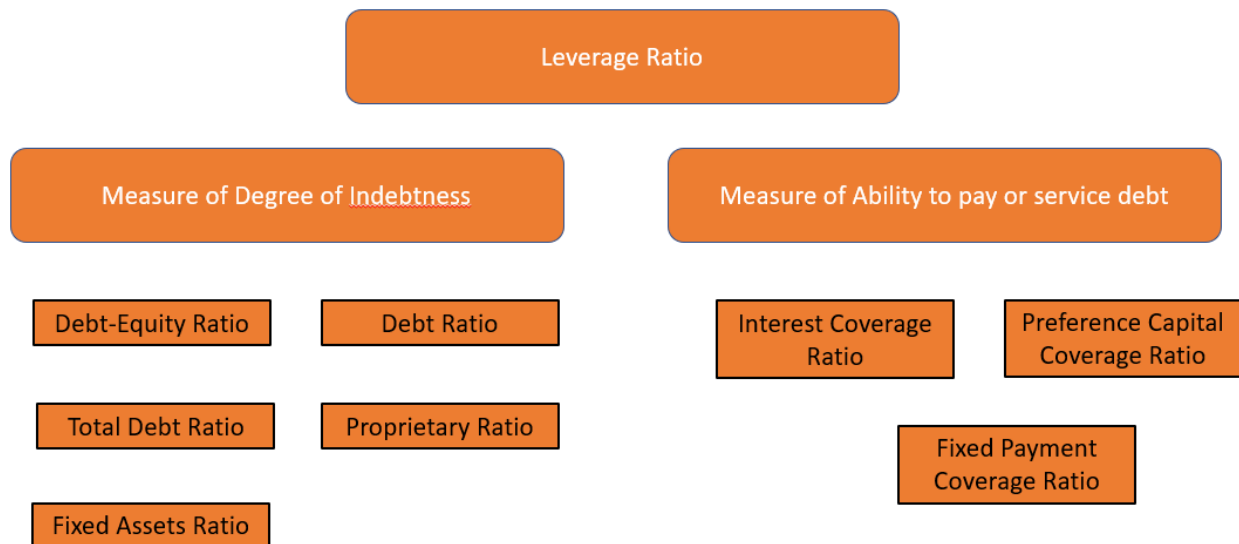 Leverage Ratio
Measure of Degree of Indebtness
Measure of Ability to pay or service debt
Debt-Equity Ratio
Debt Ratio
Total Debt Ratio
Proprietary Ratio
Fixed Assets Ratio
Interest Coverage
Ratio
Preference Capital
Coverage Ratio
Fixed Payment
Coverage Ratio